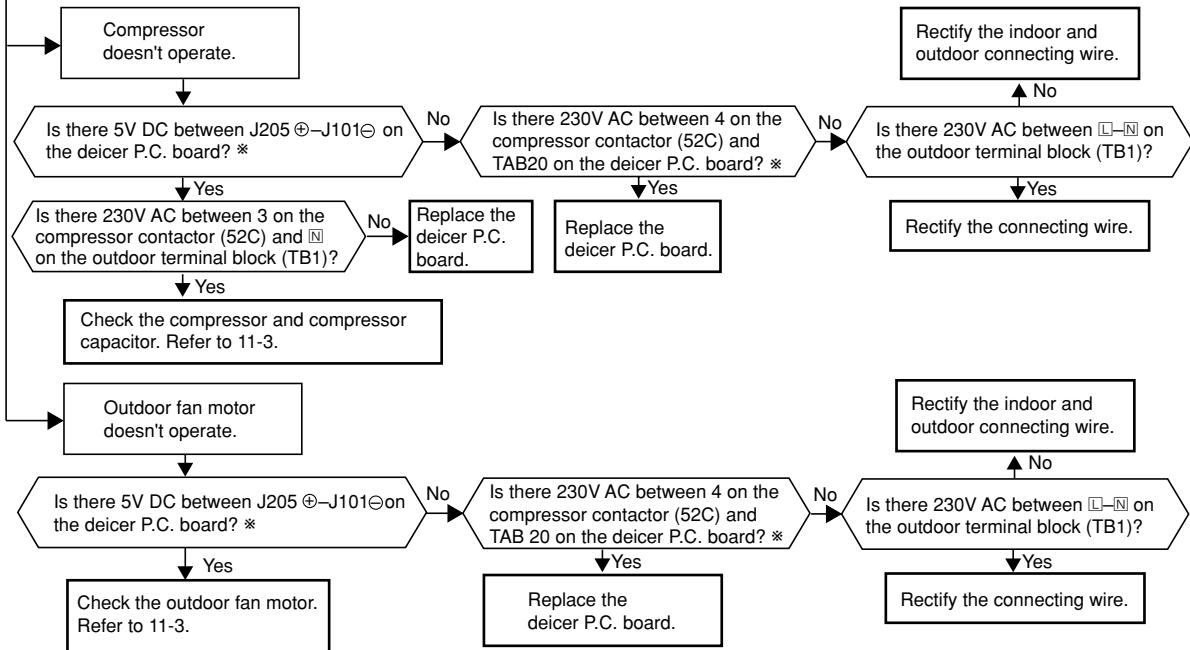 Compressor
doesn't operate.
Rectify the indoor and
outdoor connecting wire.
No
Is there 5V DC between J205 ⊕–J101⊖ on
the deicer P.C. board? ※
No
Is there 230V AC between 4 on the
compressor contactor (52C) and
TAB20 on the deicer P.C. board? ※
No
Is there 230V AC between 🄻–🄽 on
the outdoor terminal block (TB1)?
Yes
Yes
Yes
Is there 230V AC between 3 on the
compressor contactor (52C) and 🄽
on the outdoor terminal block (TB1)?
No
Replace the
deicer P.C.
board.
Replace the
deicer P.C. board.
Rectify the connecting wire.
Yes
Check the compressor and compressor
capacitor. Refer to 11-3.
Outdoor fan motor
doesn't operate.
Rectify the indoor and
outdoor connecting wire.
No
Is there 5V DC between J205 ⊕–J101⊖on
the deicer P.C. board? ※
No
Is there 230V AC between 4 on the
compressor contactor (52C) and
TAB 20 on the deicer P.C. board? ※
No
Is there 230V AC between 🄻–🄽 on
the outdoor terminal block (TB1)?
Yes
Yes
Yes
Check the outdoor fan motor.
Refer to 11-3.
Replace the
deicer P.C. board.
Rectify the connecting wire.